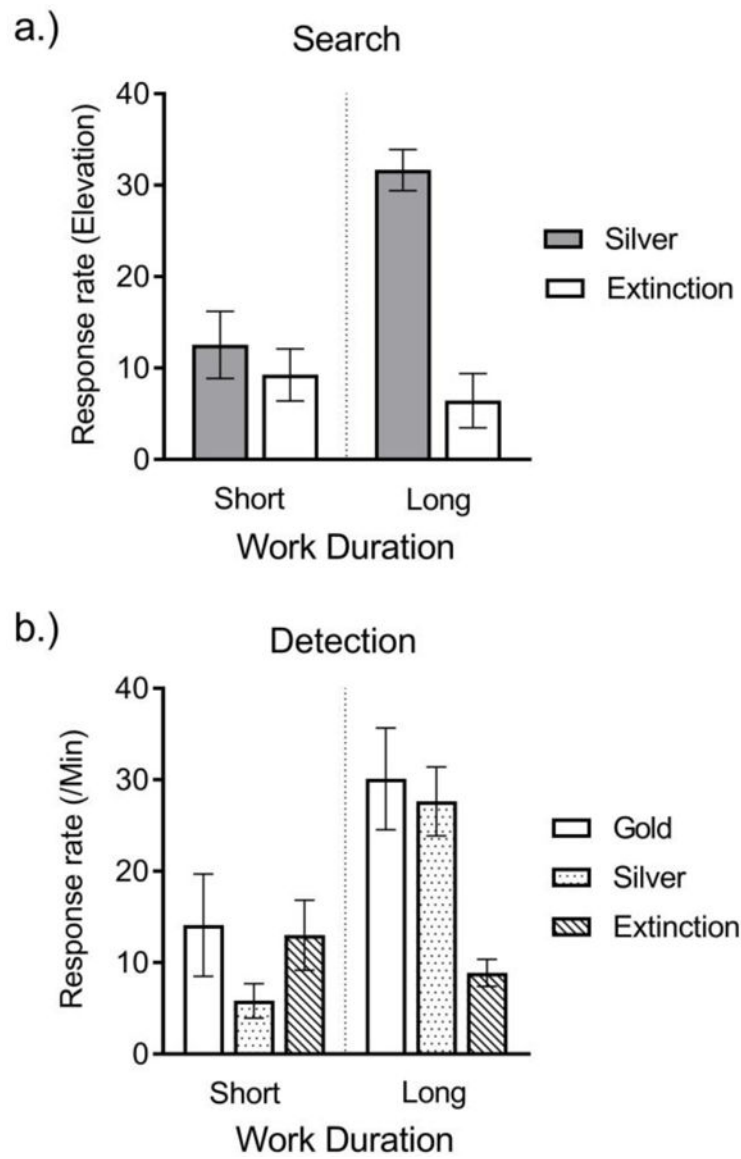 a.)
Search
Response rate (Elevation)
40
30
20
10
0
Short Long
Work Duration
Silver
Extinction
b.)
Detection
Response rate (/Min)
40
30
20
10
0
Short Long
Work Duration
Gold
Silver
Extinction